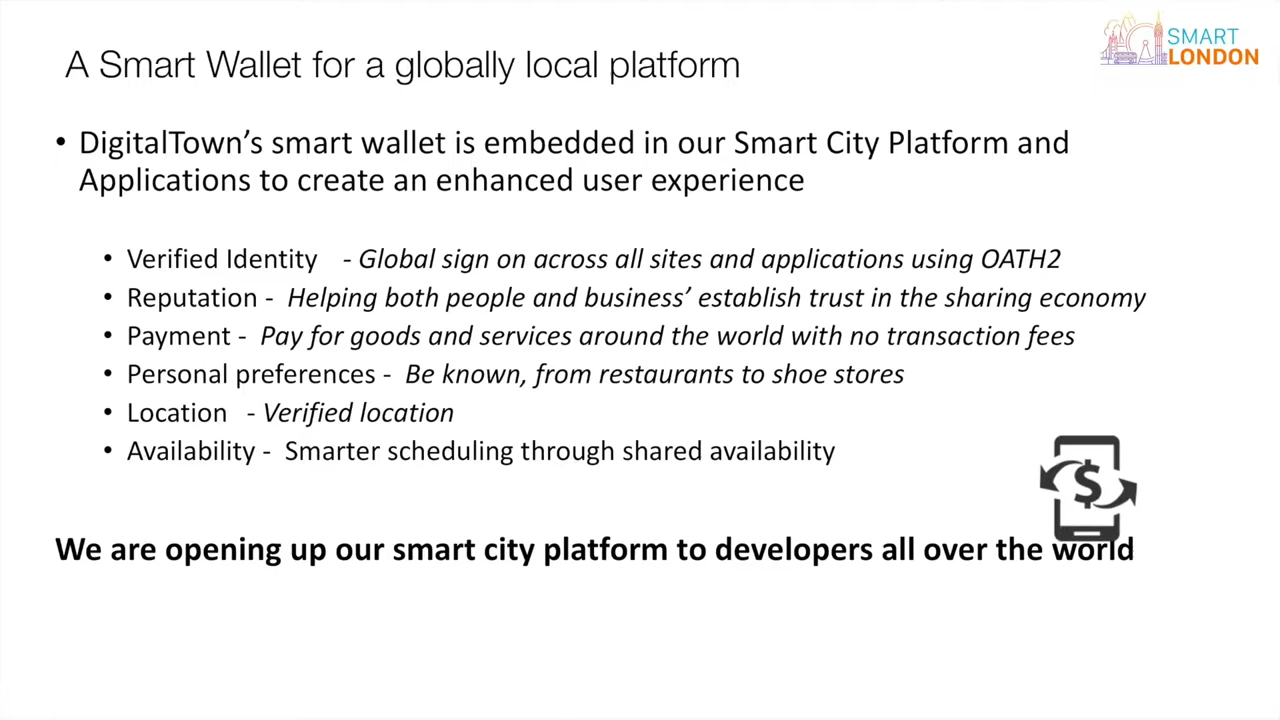 A Smart Wallet for a globally local platform
SMART
LONDON
• DigitalTown’s smart wallet is embedded in our Smart City Platform and
Applications to create an enhanced user experience
• Verified Identity - Global sign on across all sites and applications using OATH2
• Reputation - Helping both people and business’ establish trust in the sharing economy
• Payment - Pay for goods and services around the world with no transaction fees
• Personal preferences - Be known, from restaurants to shoe stores
• Location - Verified location
• Availability - Smarter scheduling through shared availability
$
We are opening up our smart city platform to developers all over the world